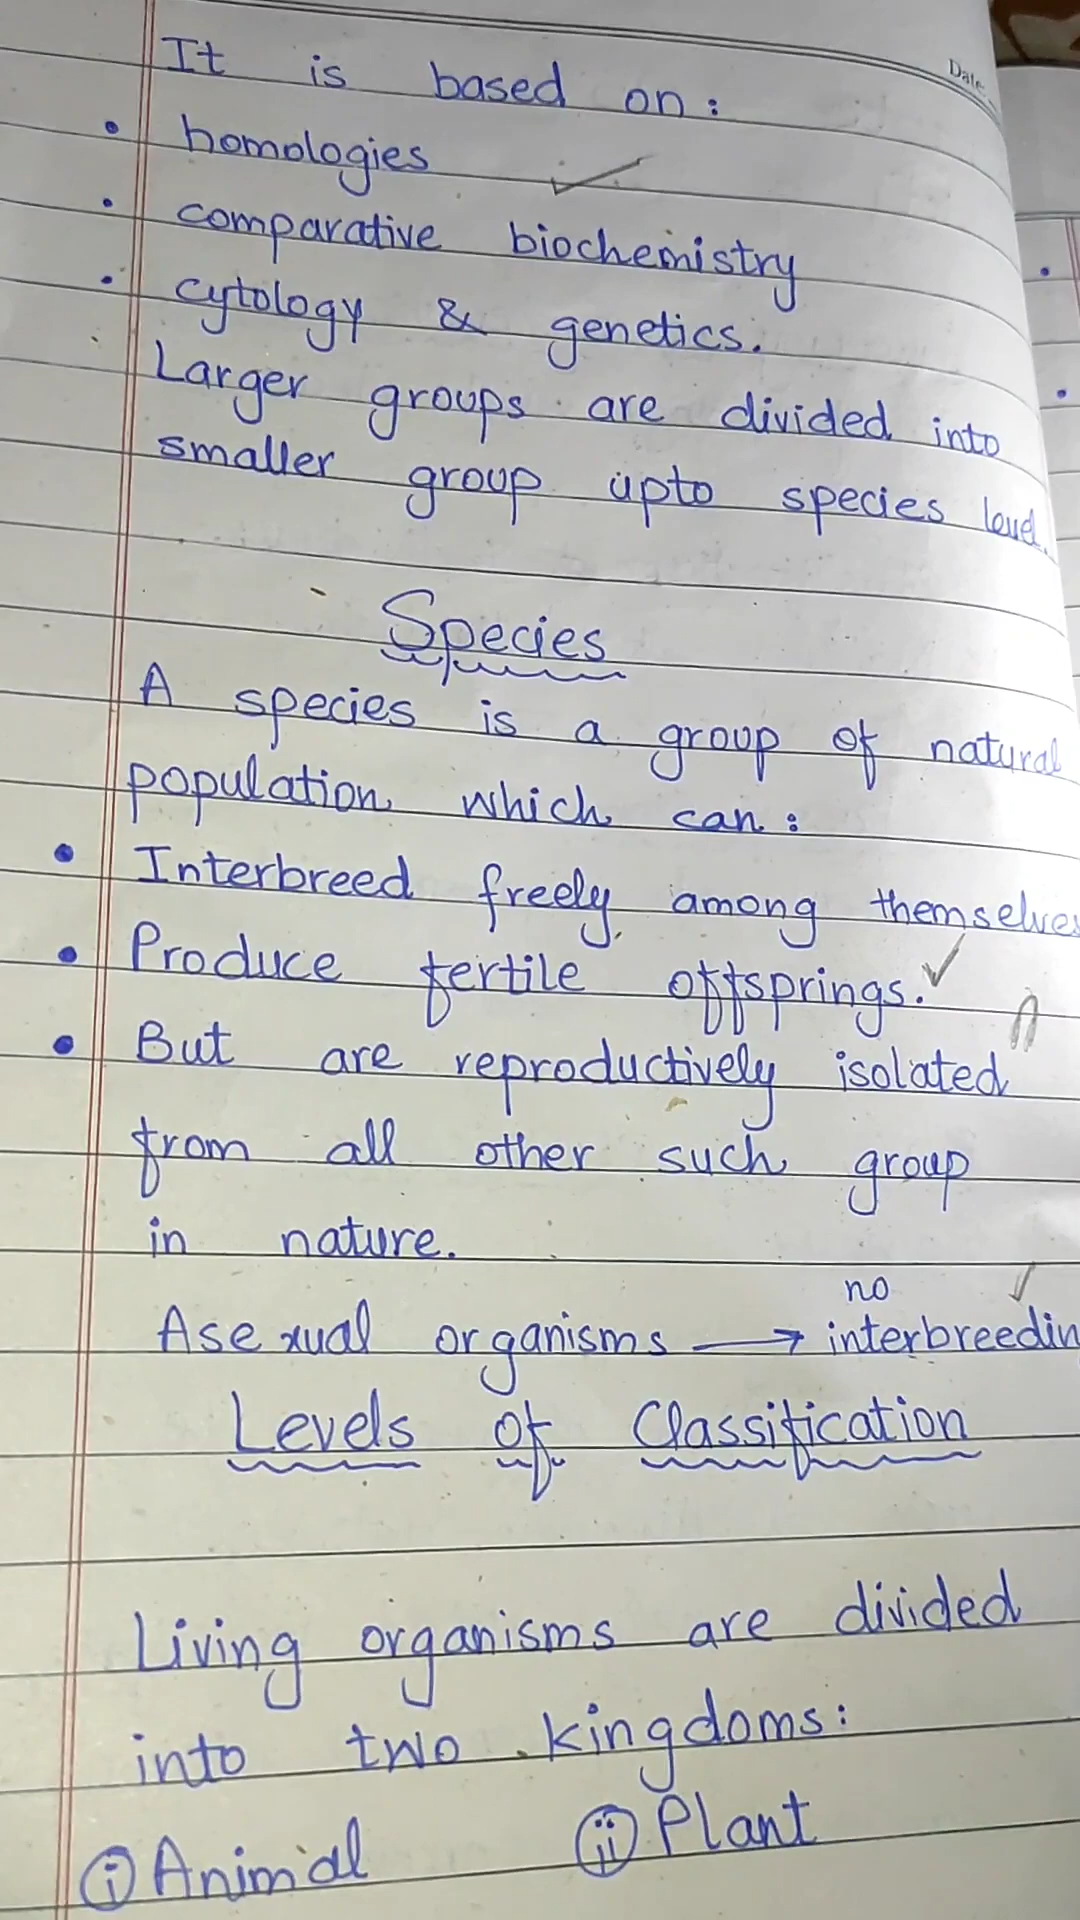 Date
It is based on:
• homologies
• comparative biochemistry
• cytology & genetics.
Larger groups are divided into
smaller group upto species level.
Species
A species is a group of natural
population which can:
• Interbreed freely among themselves
• Produce fertile offsprings.
• But are reproductively isolated
from all other such group
in nature.
no
Asexual organisms → interbreedin
Levels of Classification
Living organisms are divided
into two kingdoms:
(i) Animal (ii) Plant